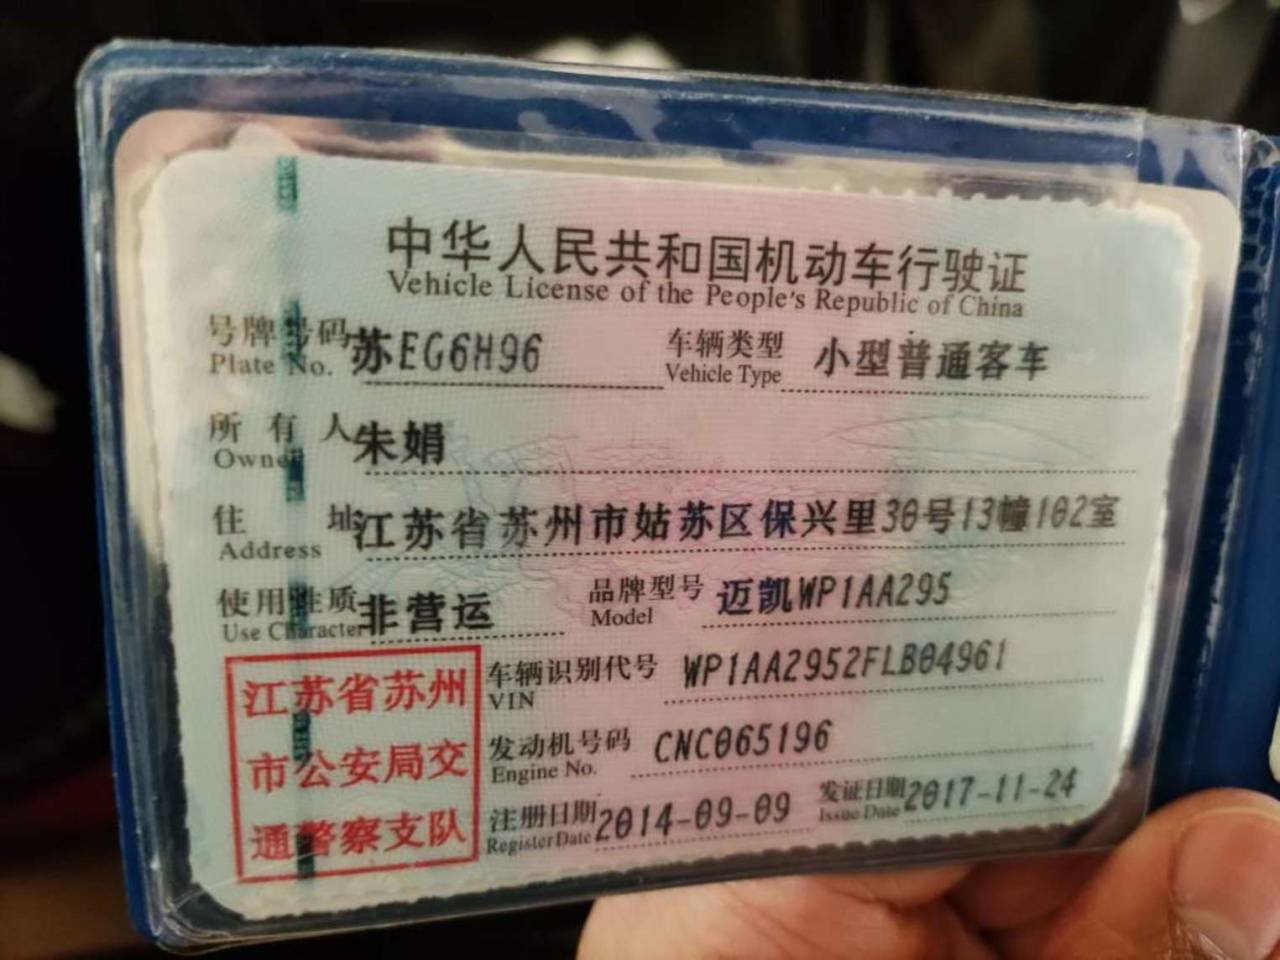 中华人民共和国机动车行驶证
Vehicle License of the People's Republic of China
号牌号码 苏EG6H96 车辆类型 小型普通客车
Plate No. Vehicle Type
所有人 朱娟
Owner
住址 江苏省苏州市姑苏区保兴里30号13幢102室
Address
使用性质 非营运 品牌型号 迈凯WP1AA295
Use Character Model
江苏省苏州
市公安局交
通警察支队
车辆识别代号 WP1AA2952FLB04961
VIN
发动机号码 CNC065196
Engine No.
注册日期 2014-09-09 发证日期 2017-11-24
Register Date Issue Date